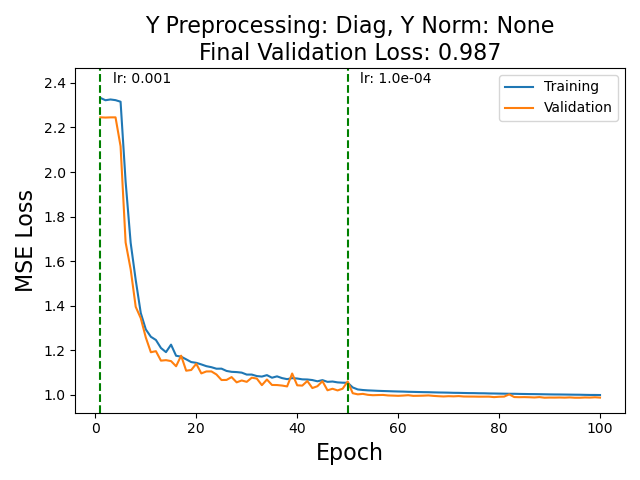 Y Preprocessing: Diag, Y Norm: None
Final Validation Loss: 0.987
lr: 0.001
lr: 1.0e-04
Training
Validation
MSE Loss
2.4
2.2
2.0
1.8
1.6
1.4
1.2
1.0
0
20
40
60
80
100
Epoch